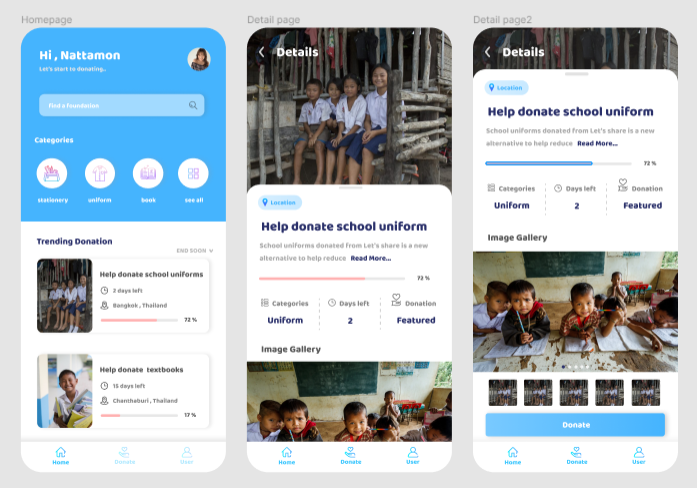 Homepage
Hi , Nattamon
Let's start to donating..
Find a foundation
Categories
stationery
uniform
book
see all
Trending Donation
END SOON
Help donate school uniforms
2 days left
Bangkok , Thailand
72 %
Help donate textbooks
15 days left
Chanthaburi , Thailand
17 %
Home
Donate
User
Detail page
Details
Location
Help donate school uniform
School uniforms donated from Let's share is a new
alternative to help reduce Read More...
72 %
Categories
Days left
Donation
Uniform
2
Featured
Image Gallery
Home
Donate
User
Detail page2
Details
Location
Help donate school uniform
School uniforms donated from Let's share is a new
alternative to help reduce Read More...
72 %
Categories
Days left
Donation
Uniform
2
Featured
Image Gallery
Donate
Home
Donate
User